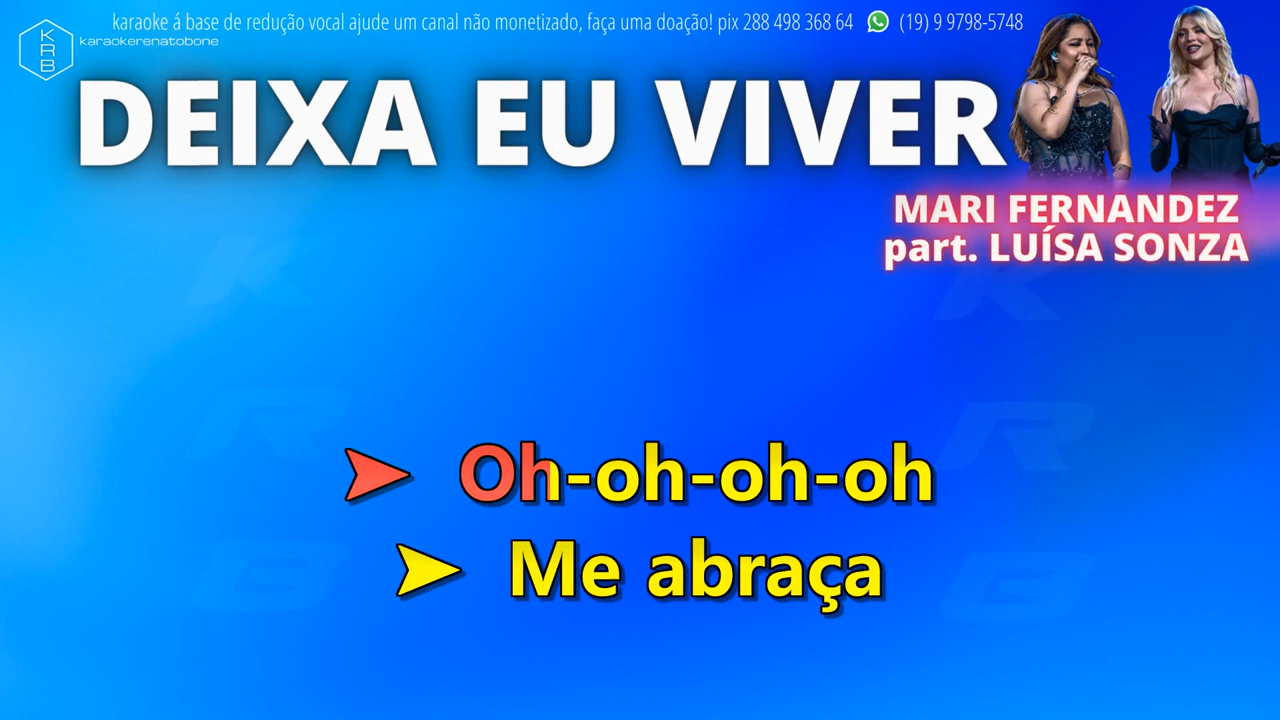 karaoke á base de redução vocal ajude um canal não monetizado, faça uma doação! pix 288 498 368 64 (19) 9 9798-5748
KRB
karaokerenatobone
DEIXA EU VIVER
MARI FERNANDEZ
part. LUÍSA SONZA
K K
R R
B B
➤ Oh-oh-oh-oh
➤ Me abraça